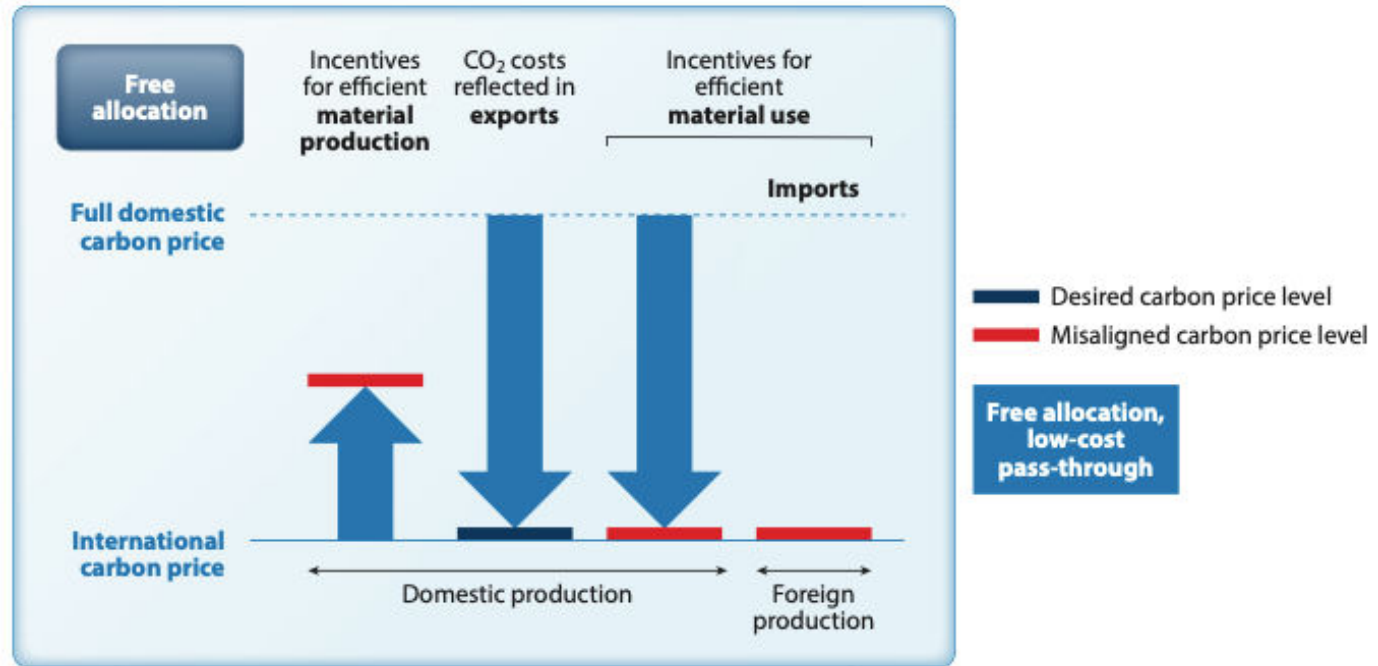 Free
allocation
Incentives
for efficient
material
production
CO₂ costs
reflected in
exports
Incentives for
efficient
material use
Imports
Full domestic
carbon price
International
carbon price
Domestic production
Foreign
production
Desired carbon price level
Misaligned carbon price level
Free allocation,
low-cost
pass-through